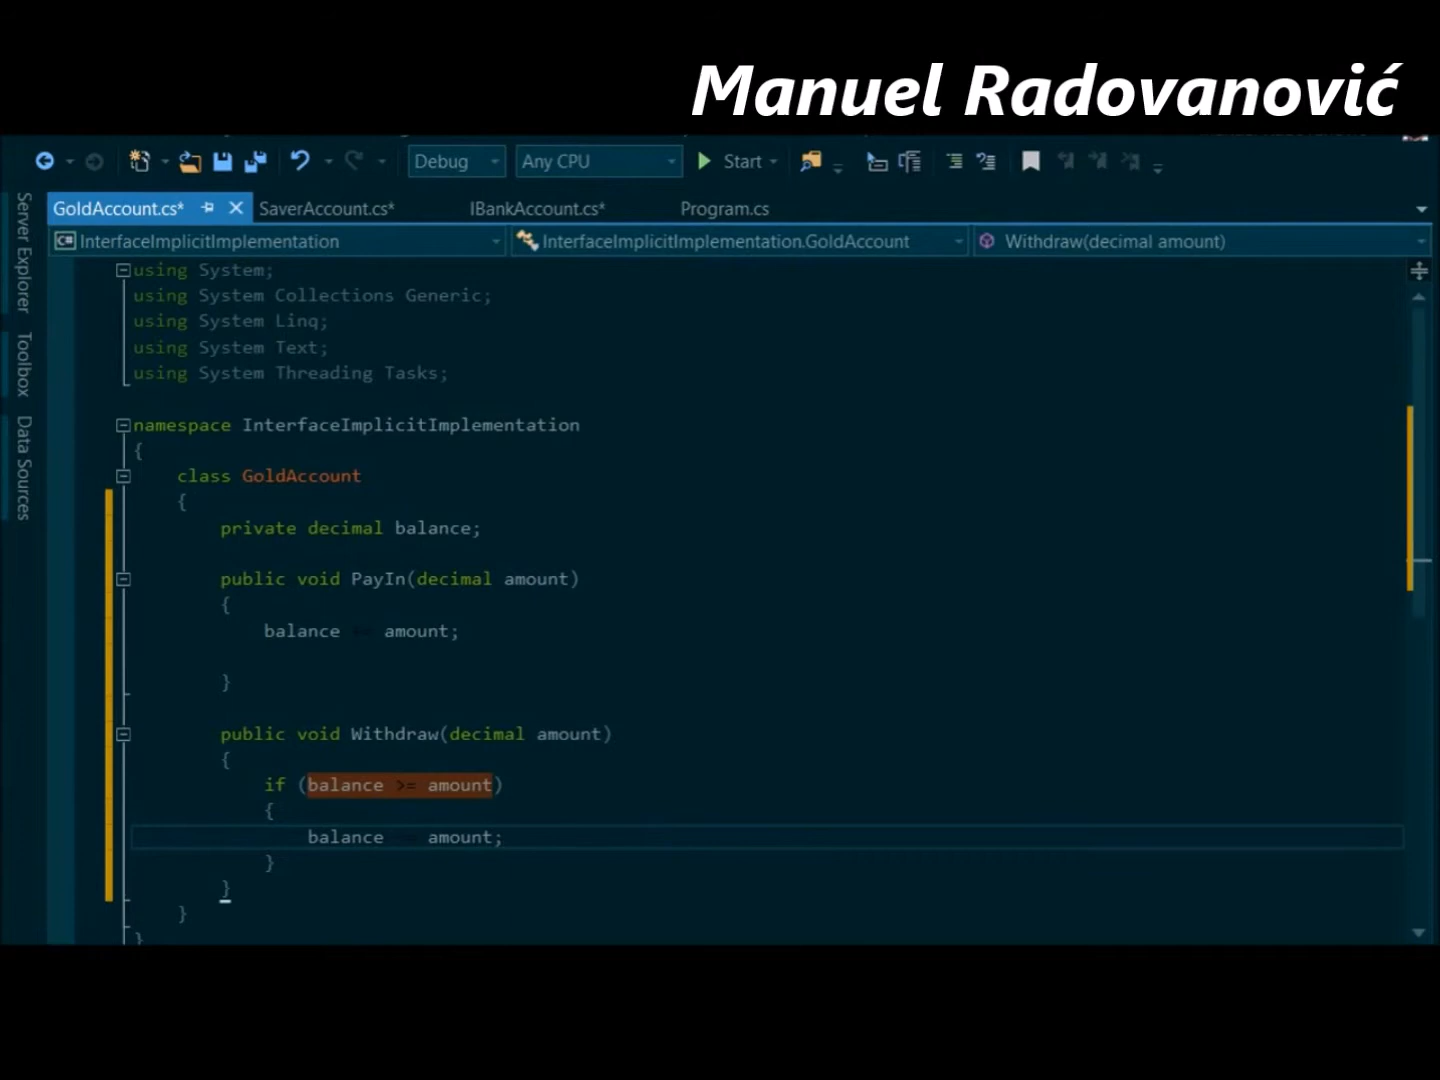 Manuel Radovanović
Debug Any CPU Start
GoldAccount.cs* SaverAccount.cs* IBankAccount.cs* Program.cs
InterfaceImplicitImplementation InterfaceImplicitImplementation.GoldAccount Withdraw(decimal amount)
Server Explorer
Toolbox
Data Sources
using System;
using System Collections Generic;
using System Linq;
using System Text;
using System Threading Tasks;
namespace InterfaceImplicitImplementation
{
class GoldAccount
{
private decimal balance;
public void PayIn(decimal amount)
{
balance amount;
}
public void Withdraw(decimal amount)
{
if (balance >= amount)
{
balance amount;
}
}
}
}